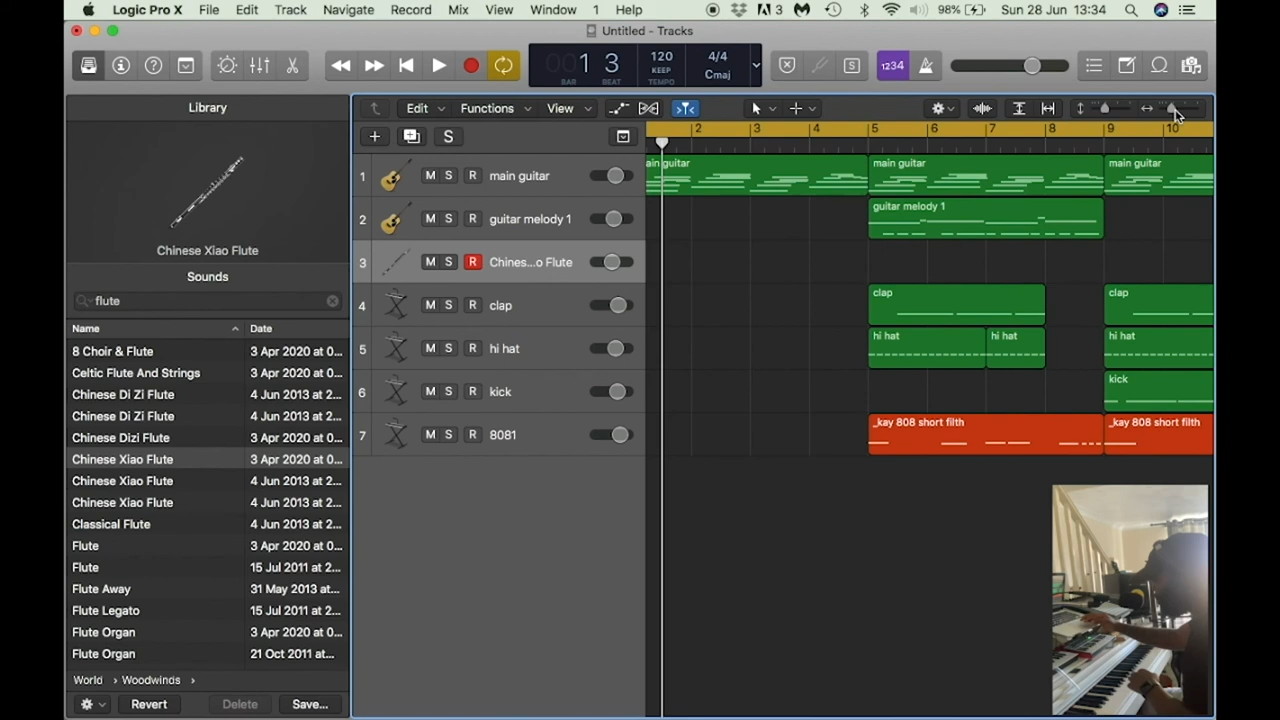 Logic Pro X File Edit Track Navigate Record Mix View Window 1 Help 3 98% Sun 28 Jun 13:34
Untitled - Tracks
001 3 120 4/4
KEEP Cmaj 1234 S
BAR BEAT TEMPO
Library
Edit Functions View
S
2 3 4 5 6 7 8 9 10
Chinese Xiao Flute
Sounds
flute
Name Date
8 Choir & Flute 3 Apr 2020 at 0...
Celtic Flute And Strings 3 Apr 2020 at 0...
Chinese Di Zi Flute 4 Jun 2013 at 2...
Chinese Di Zi Flute 4 Jun 2013 at 2...
Chinese Dizi Flute 3 Apr 2020 at 0...
Chinese Xiao Flute 3 Apr 2020 at 0...
Chinese Xiao Flute 4 Jun 2013 at 2...
Chinese Xiao Flute 4 Jun 2013 at 2...
Classical Flute 4 Jun 2013 at 2...
Flute 3 Apr 2020 at 0...
Flute 15 Jul 2011 at 2...
Flute Away 31 May 2013 at...
Flute Legato 15 Jul 2011 at 2...
Flute Organ 3 Apr 2020 at 0...
Flute Organ 21 Oct 2011 at...
World Woodwinds
Revert Delete Save...
1 M S R main guitar
2 M S R guitar melody 1
3 M S R Chines...o Flute
4 M S R clap
5 M S R hi hat
6 M S R kick
7 M S R 8081
ain guitar main guitar main guitar
guitar melody 1
clap clap
hi hat hi hat hi hat
kick
_kay 808 short filth _kay 808 short filth